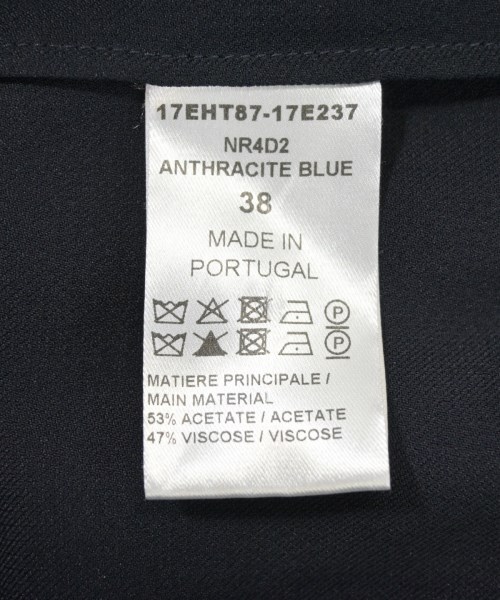 17EHT87-17E237
NR4D2
ANTHRACITE BLUE
38
MADE IN
PORTUGAL
P
P
MATIERE PRINCIPALE /
MAIN MATERIAL
53% ACETATE / ACETATE
47% VISCOSE / VISCOSE